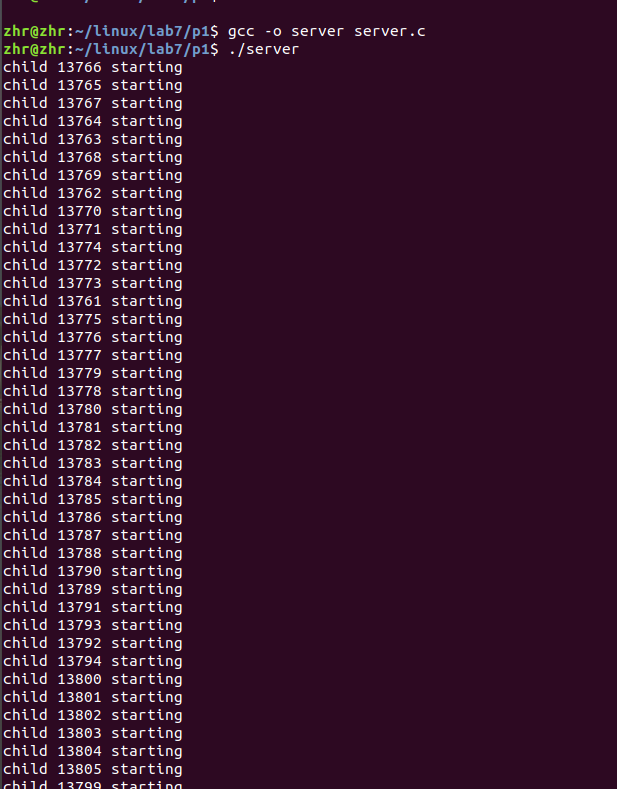 zhr@zhr:~/linux/lab7/p1$ gcc -o server server.c
zhr@zhr:~/linux/lab7/p1$ ./server
child 13766 starting
child 13765 starting
child 13767 starting
child 13764 starting
child 13763 starting
child 13768 starting
child 13769 starting
child 13762 starting
child 13770 starting
child 13771 starting
child 13774 starting
child 13772 starting
child 13773 starting
child 13761 starting
child 13775 starting
child 13776 starting
child 13777 starting
child 13779 starting
child 13778 starting
child 13780 starting
child 13781 starting
child 13782 starting
child 13783 starting
child 13784 starting
child 13785 starting
child 13786 starting
child 13787 starting
child 13788 starting
child 13790 starting
child 13789 starting
child 13791 starting
child 13793 starting
child 13792 starting
child 13794 starting
child 13800 starting
child 13801 starting
child 13802 starting
child 13803 starting
child 13804 starting
child 13805 starting
child 13799 starting